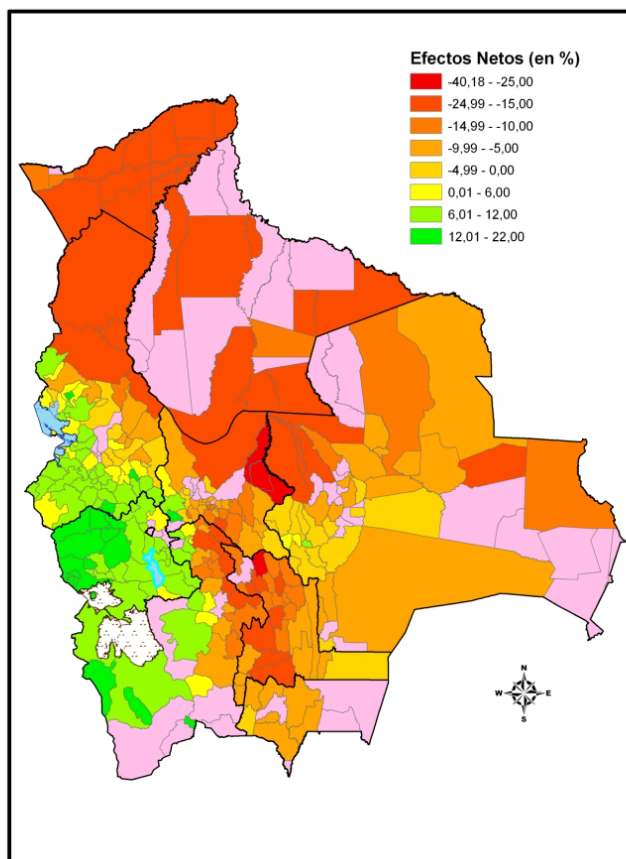 Efectos Netos (en %)
-40,18 - -25,00
-24,99 - -15,00
-14,99 - -10,00
-9,99 - -5,00
-4,99 - 0,00
0,01 - 6,00
6,01 - 12,00
12,01 - 22,00
N
W E
S